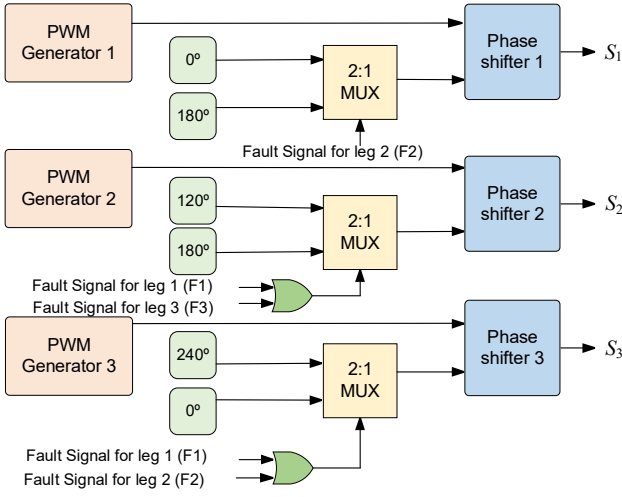 PWM
Generator 1
0º
180º
2:1
MUX
Phase
shifter 1
S1
Fault Signal for leg 2 (F2)
PWM
Generator 2
120º
180º
2:1
MUX
Phase
shifter 2
S2
Fault Signal for leg 1 (F1)
Fault Signal for leg 3 (F3)
PWM
Generator 3
240º
0º
2:1
MUX
Phase
shifter 3
S3
Fault Signal for leg 1 (F1)
Fault Signal for leg 2 (F2)